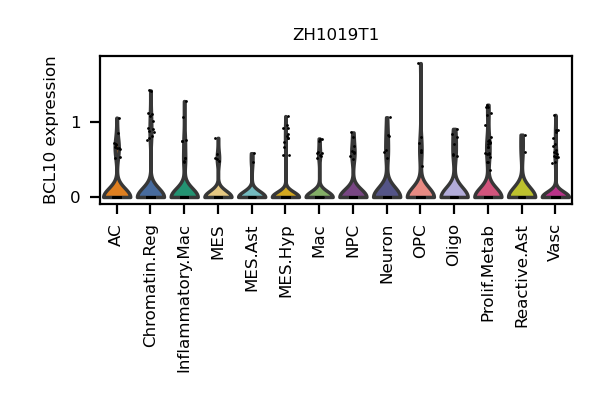 ZH1019T1
BCL10 expression
1
0
AC
Chromatin.Reg
Inflammatory.Mac
MES
MES.Ast
MES.Hyp
Mac
NPC
Neuron
OPC
Oligo
Prolif.Metab
Reactive.Ast
Vasc